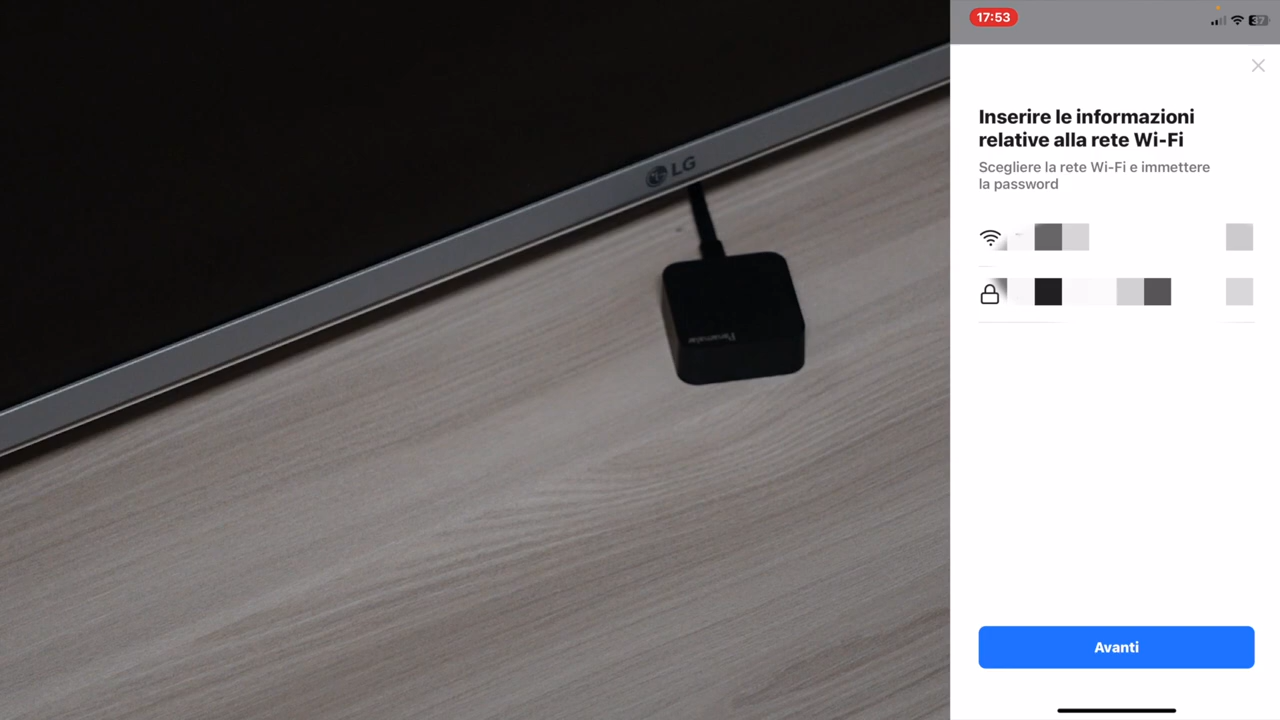 LG
17:53
37
Inserire le informazioni
relative alla rete Wi-Fi
Scegliere la rete Wi-Fi e immettere
la password
Avanti